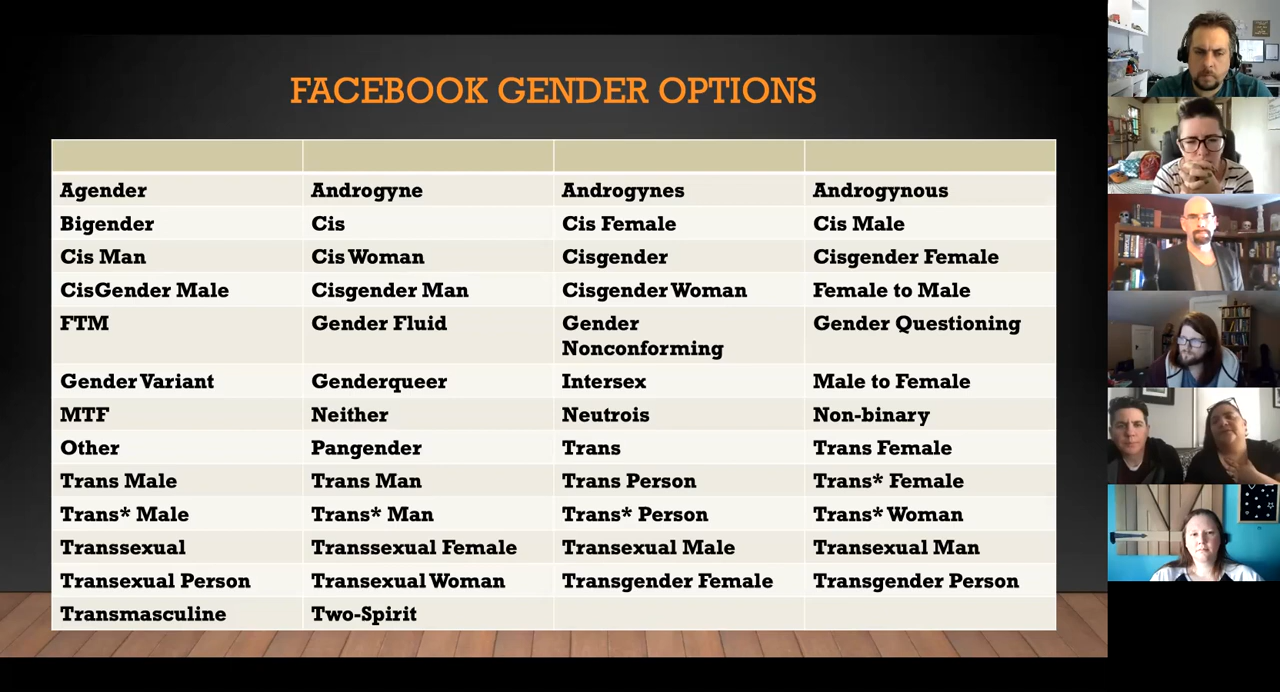 FACEBOOK GENDER OPTIONS
Agender Androgyne Androgynes Androgynous
Bigender Cis Cis Female Cis Male
Cis Man Cis Woman Cisgender Cisgender Female
CisGender Male Cisgender Man Cisgender Woman Female to Male
FTM Gender Fluid Gender Nonconforming Gender Questioning
Gender Variant Genderqueer Intersex Male to Female
MTF Neither Neutrois Non-binary
Other Pangender Trans Trans Female
Trans Male Trans Man Trans Person Trans* Female
Trans* Male Trans* Man Trans* Person Trans* Woman
Transsexual Transsexual Female Transexual Male Transexual Man
Transexual Person Transexual Woman Transgender Female Transgender Person
Transmasculine Two-Spirit